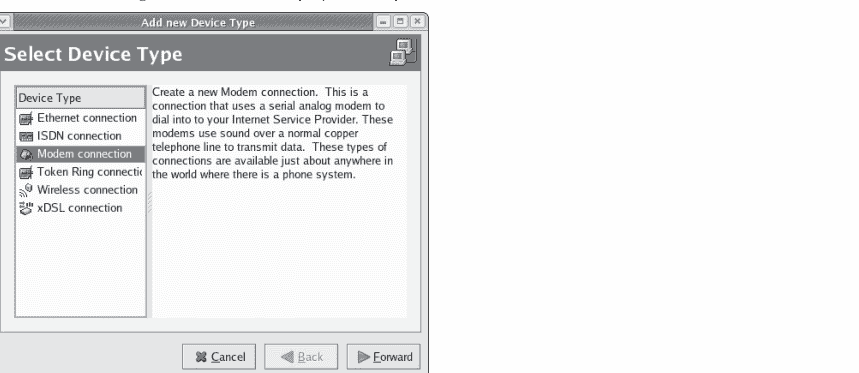 Add new Device Type
Select Device Type
Device Type
Ethernet connection
ISDN connection
Modem connection
Token Ring connectic
Wireless connection
xDSL connection
Create a new Modem connection. This is a
connection that uses a serial analog modem to
dial into to your Internet Service Provider. These
modems use sound over a normal copper
telephone line to transmit data. These types of
connections are available just about anywhere in
the world where there is a phone system.
Cancel
Back
Forward